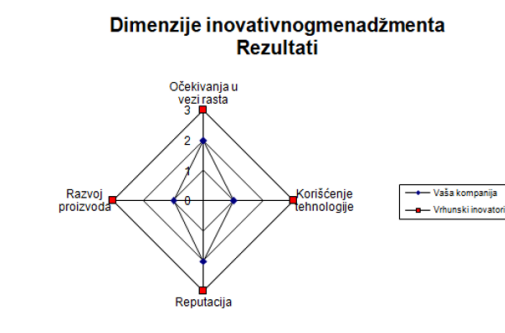 Dimenzije inovativnogmenadžmenta
Rezultati
Očekivanja u
vezi rasta
3
2
1
0
Razvoj
proizvoda
Korišćenje
tehnologije
Reputacija
Vaša kompanija
Vrhunski inovatori